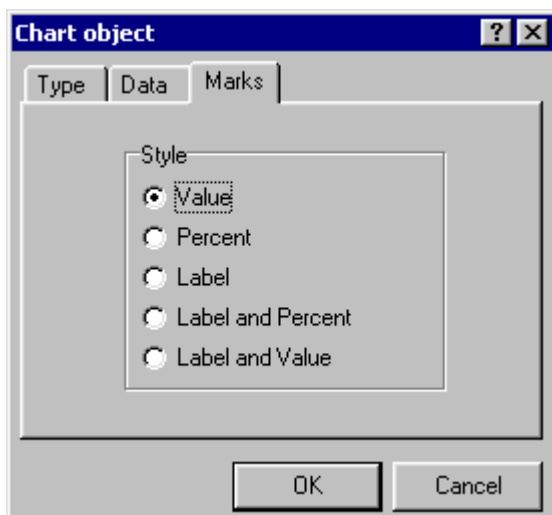 Chart object
Type Data Marks
Style
Value
Percent
Label
Label and Percent
Label and Value
OK Cancel